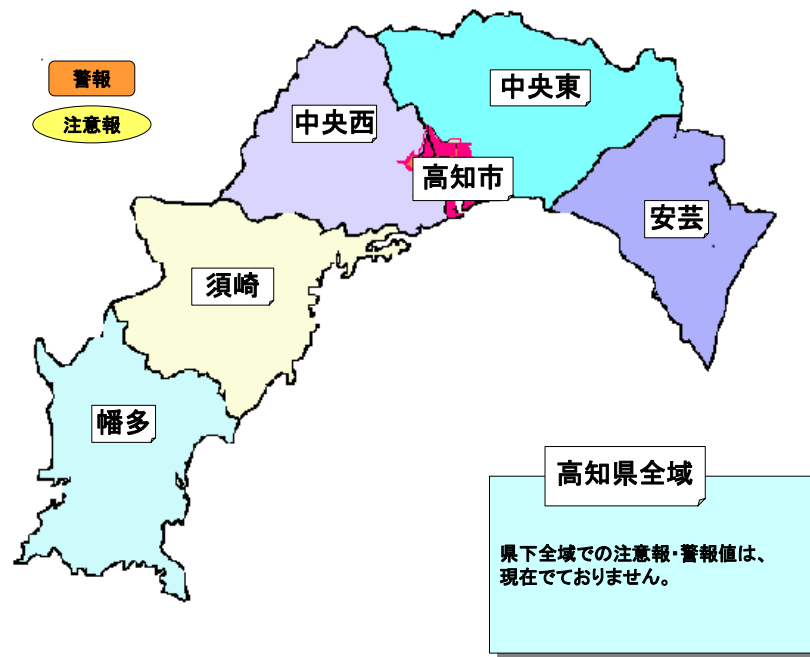 警報
注意報
中央東
中央西
高知市
安芸
須崎
幡多
高知県全域
県下全域での注意報・警報値は、
現在でておりません。